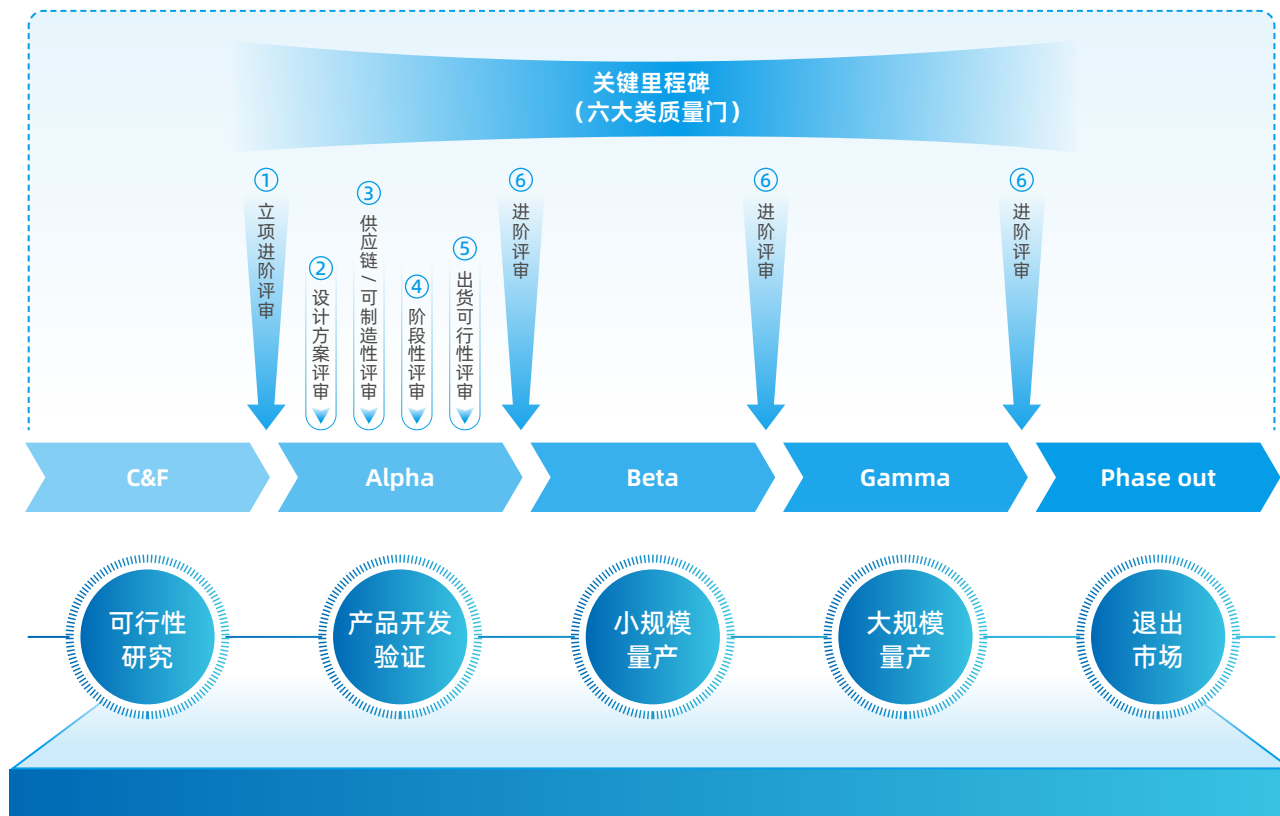 关键里程碑
（六大类质量门）
①
立项进阶评审
②
设计方案评审
③
供应链/可制造性评审
④
阶段性评审
⑤
出货可行性评审
⑥
进阶评审
⑥
进阶评审
⑥
进阶评审
C&F
Alpha
Beta
Gamma
Phase out
可行性
研究
产品开发
验证
小规模
量产
大规模
量产
退出
市场